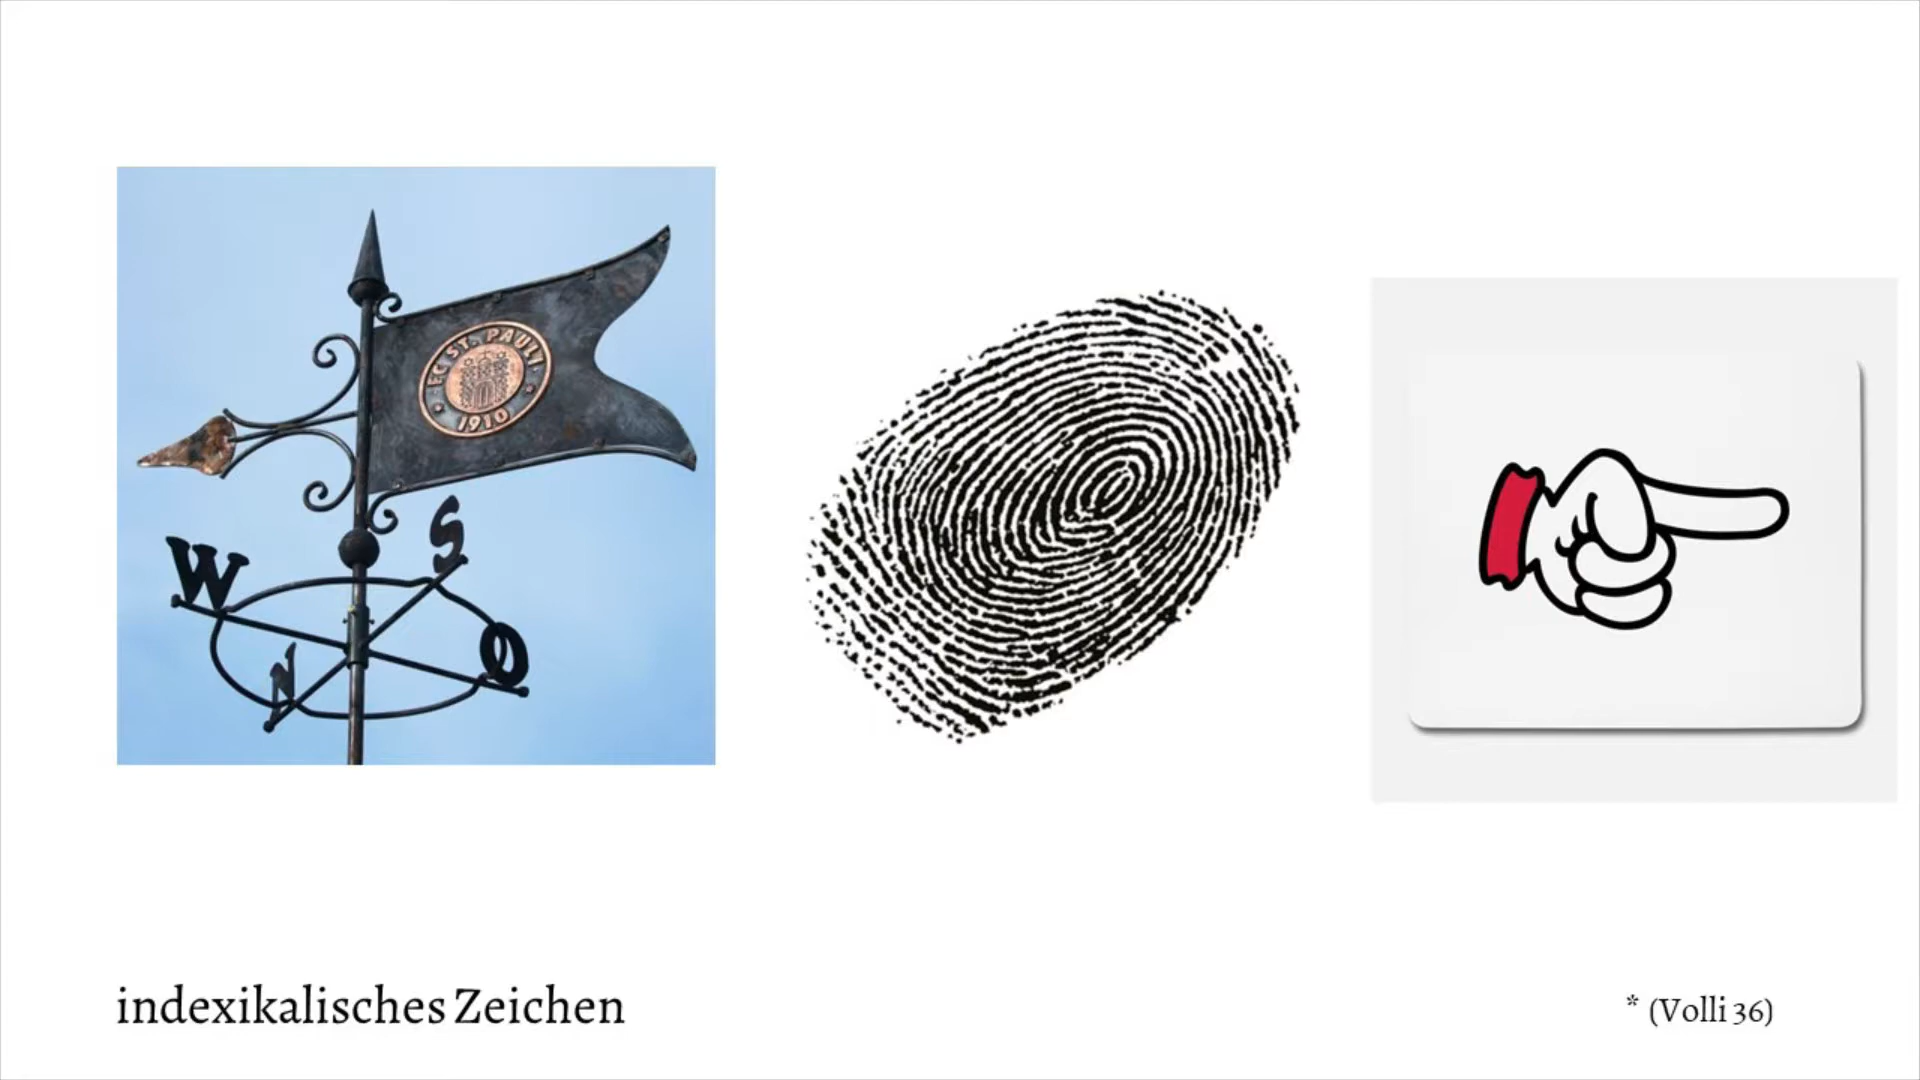 FC ST. PAULI
1910
W
S
N
O
indexikalisches Zeichen
* (Volli 36)